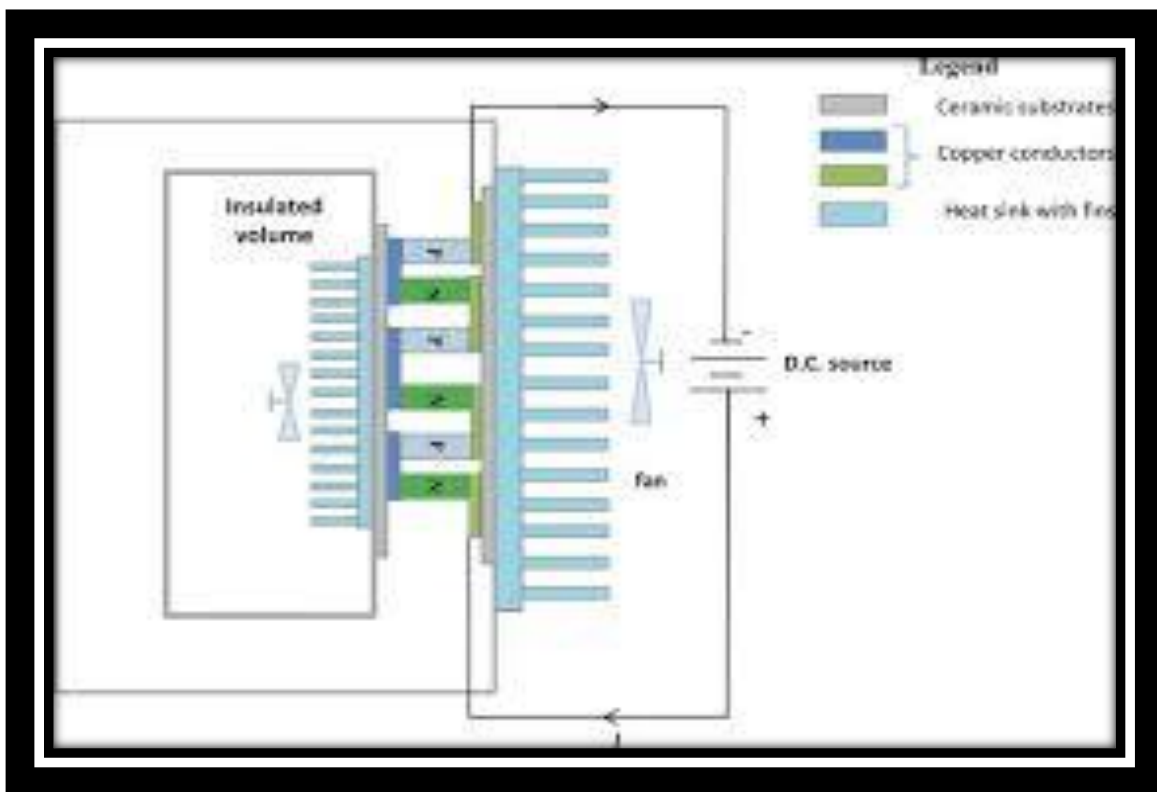 Legend
Ceramic substrates
Copper conductors
Heat sink with fins
Insulated
volume
P
N
P
N
P
N
-
D.C. source
+
fan
I